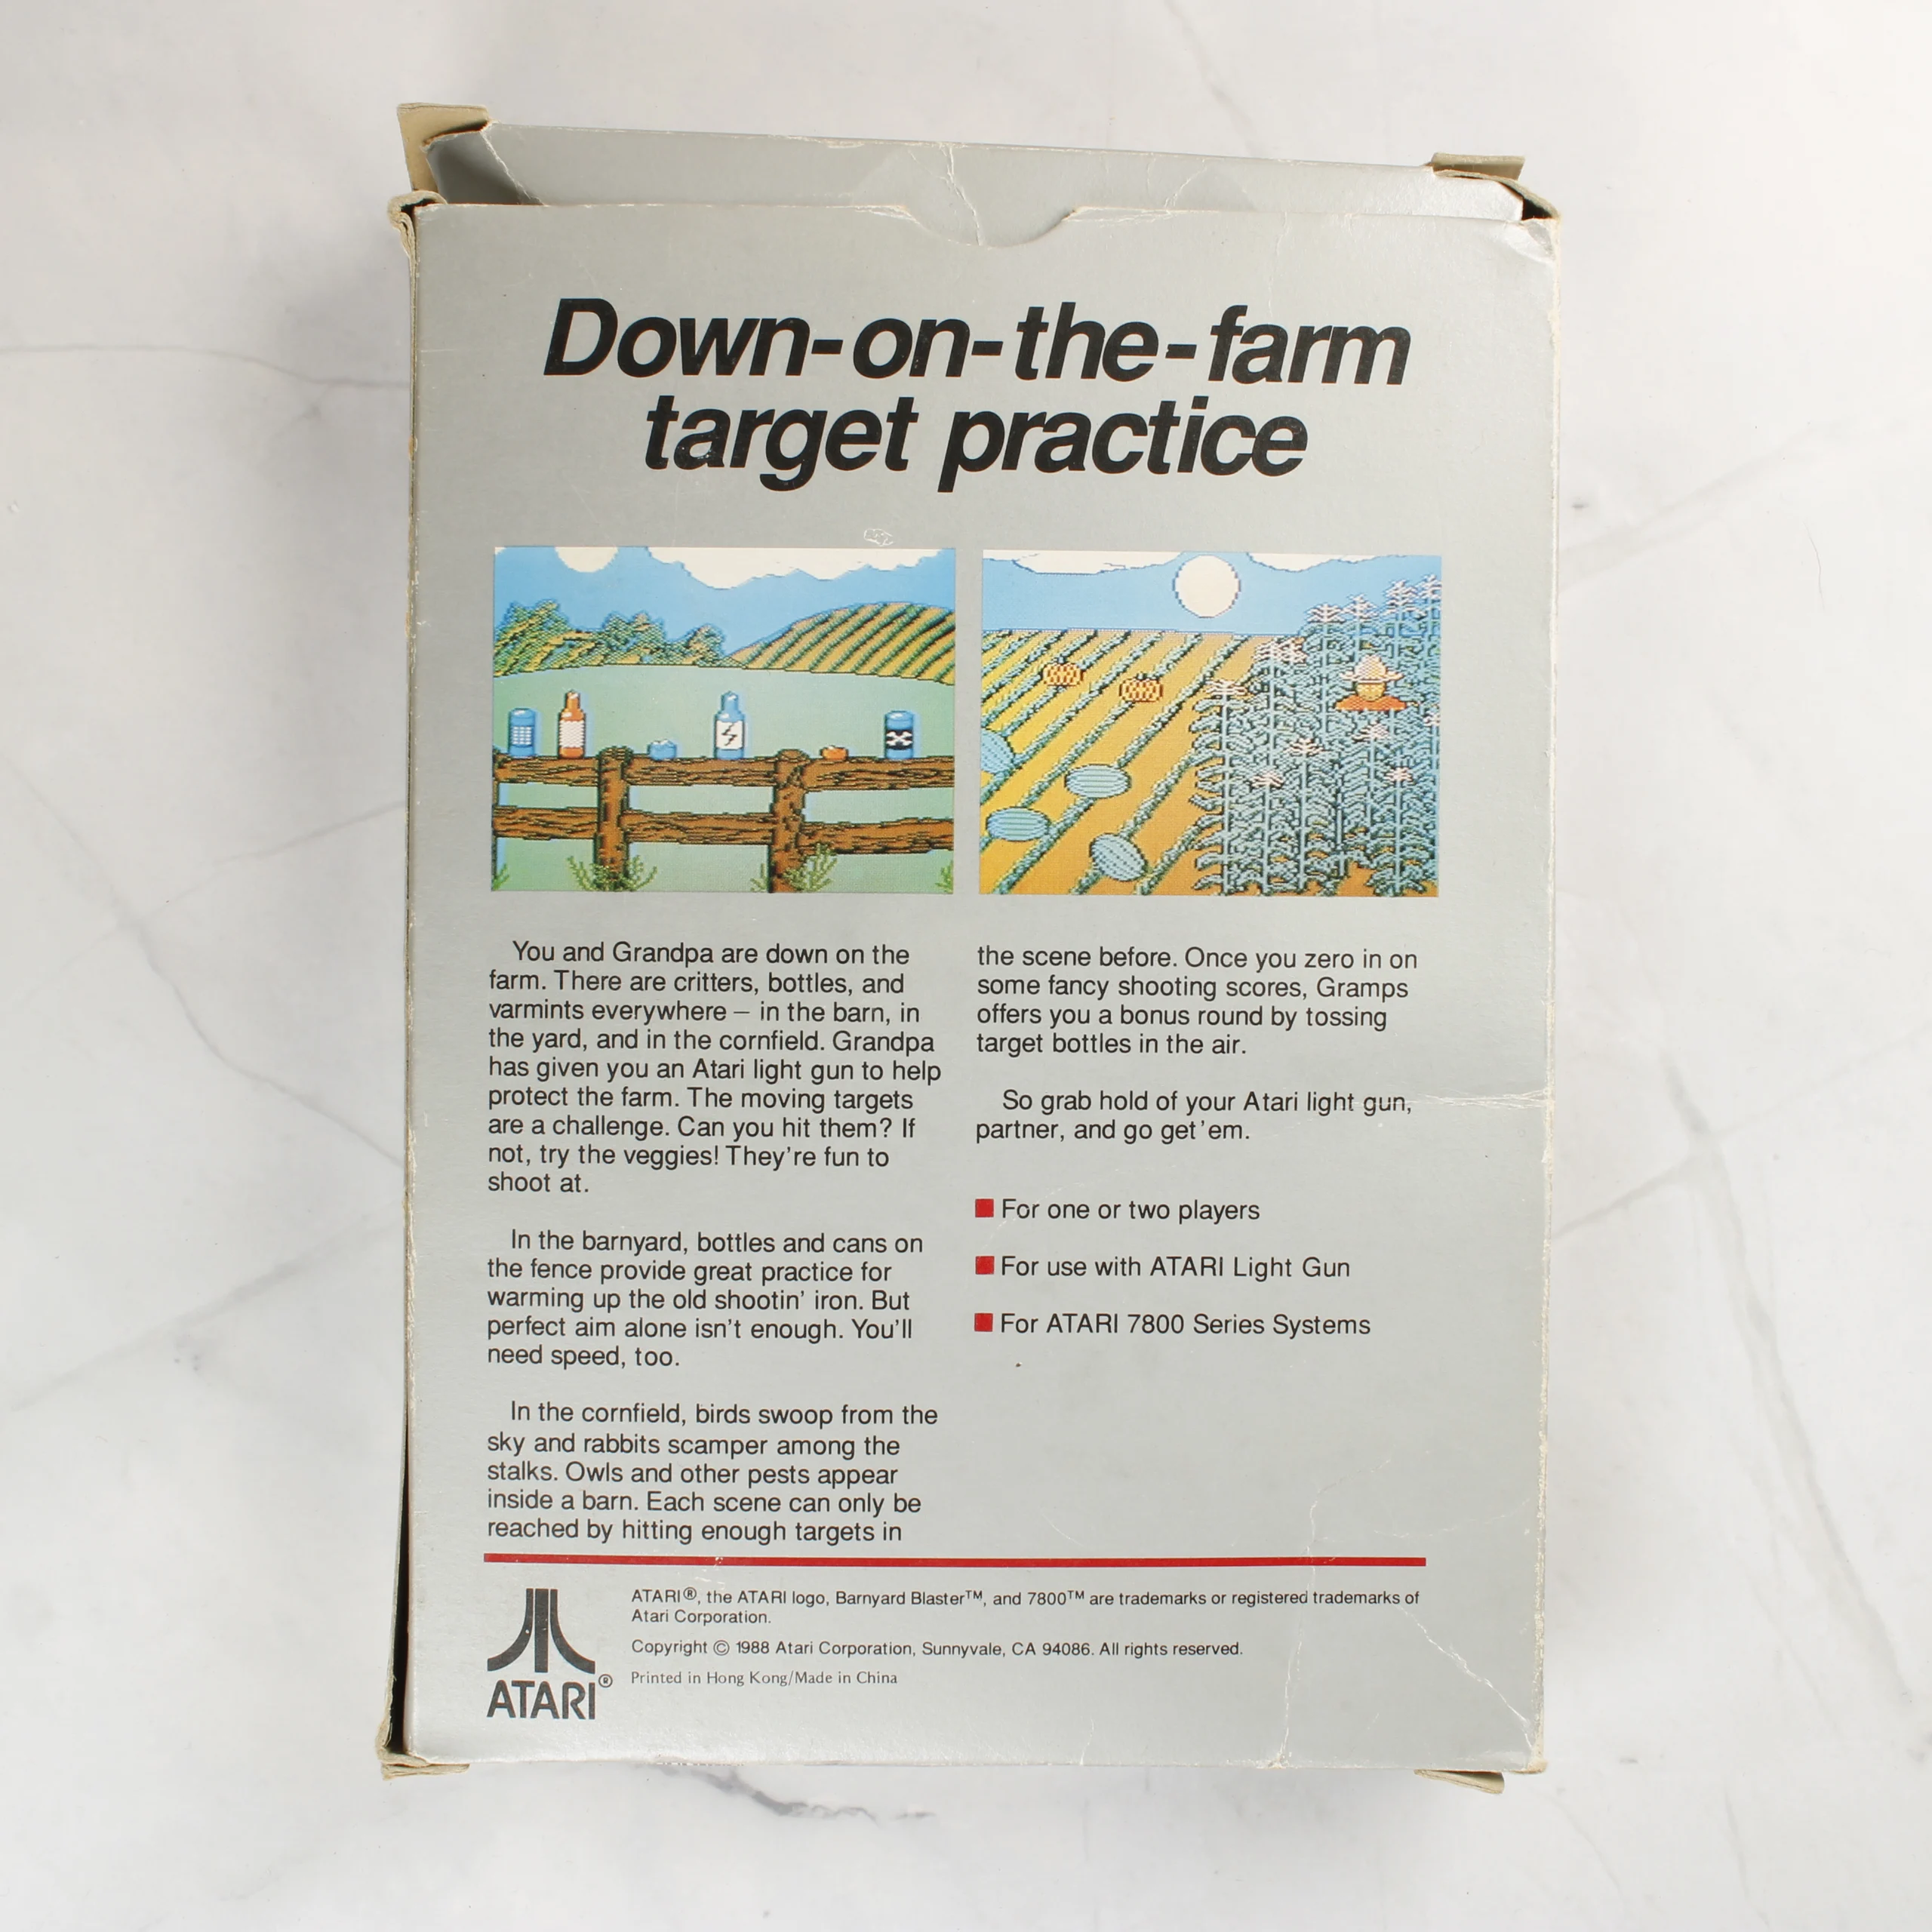 Down-on-the-farm
target practice
You and Grandpa are down on the
farm. There are critters, bottles, and
varmints everywhere – in the barn, in
the yard, and in the cornfield. Grandpa
has given you an Atari light gun to help
protect the farm. The moving targets
are a challenge. Can you hit them? If
not, try the veggies! They're fun to
shoot at.
In the barnyard, bottles and cans on
the fence provide great practice for
warming up the old shootin' iron. But
perfect aim alone isn't enough. You'll
need speed, too.
In the cornfield, birds swoop from the
sky and rabbits scamper among the
stalks. Owls and other pests appear
inside a barn. Each scene can only be
reached by hitting enough targets in
the scene before. Once you zero in on
some fancy shooting scores, Gramps
offers you a bonus round by tossing
target bottles in the air.
So grab hold of your Atari light gun,
partner, and go get 'em.
For one or two players
For use with ATARI Light Gun
For ATARI 7800 Series Systems
ATARI®
ATARI®, the ATARI logo, Barnyard Blaster™, and 7800™ are trademarks or registered trademarks of
Atari Corporation.
Copyright © 1988 Atari Corporation, Sunnyvale, CA 94086. All rights reserved.
Printed in Hong Kong/Made in China